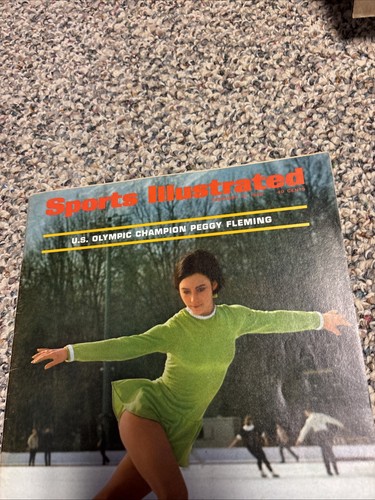 Sports Illustrated
U.S. OLYMPIC CHAMPION PEGGY FLEMING